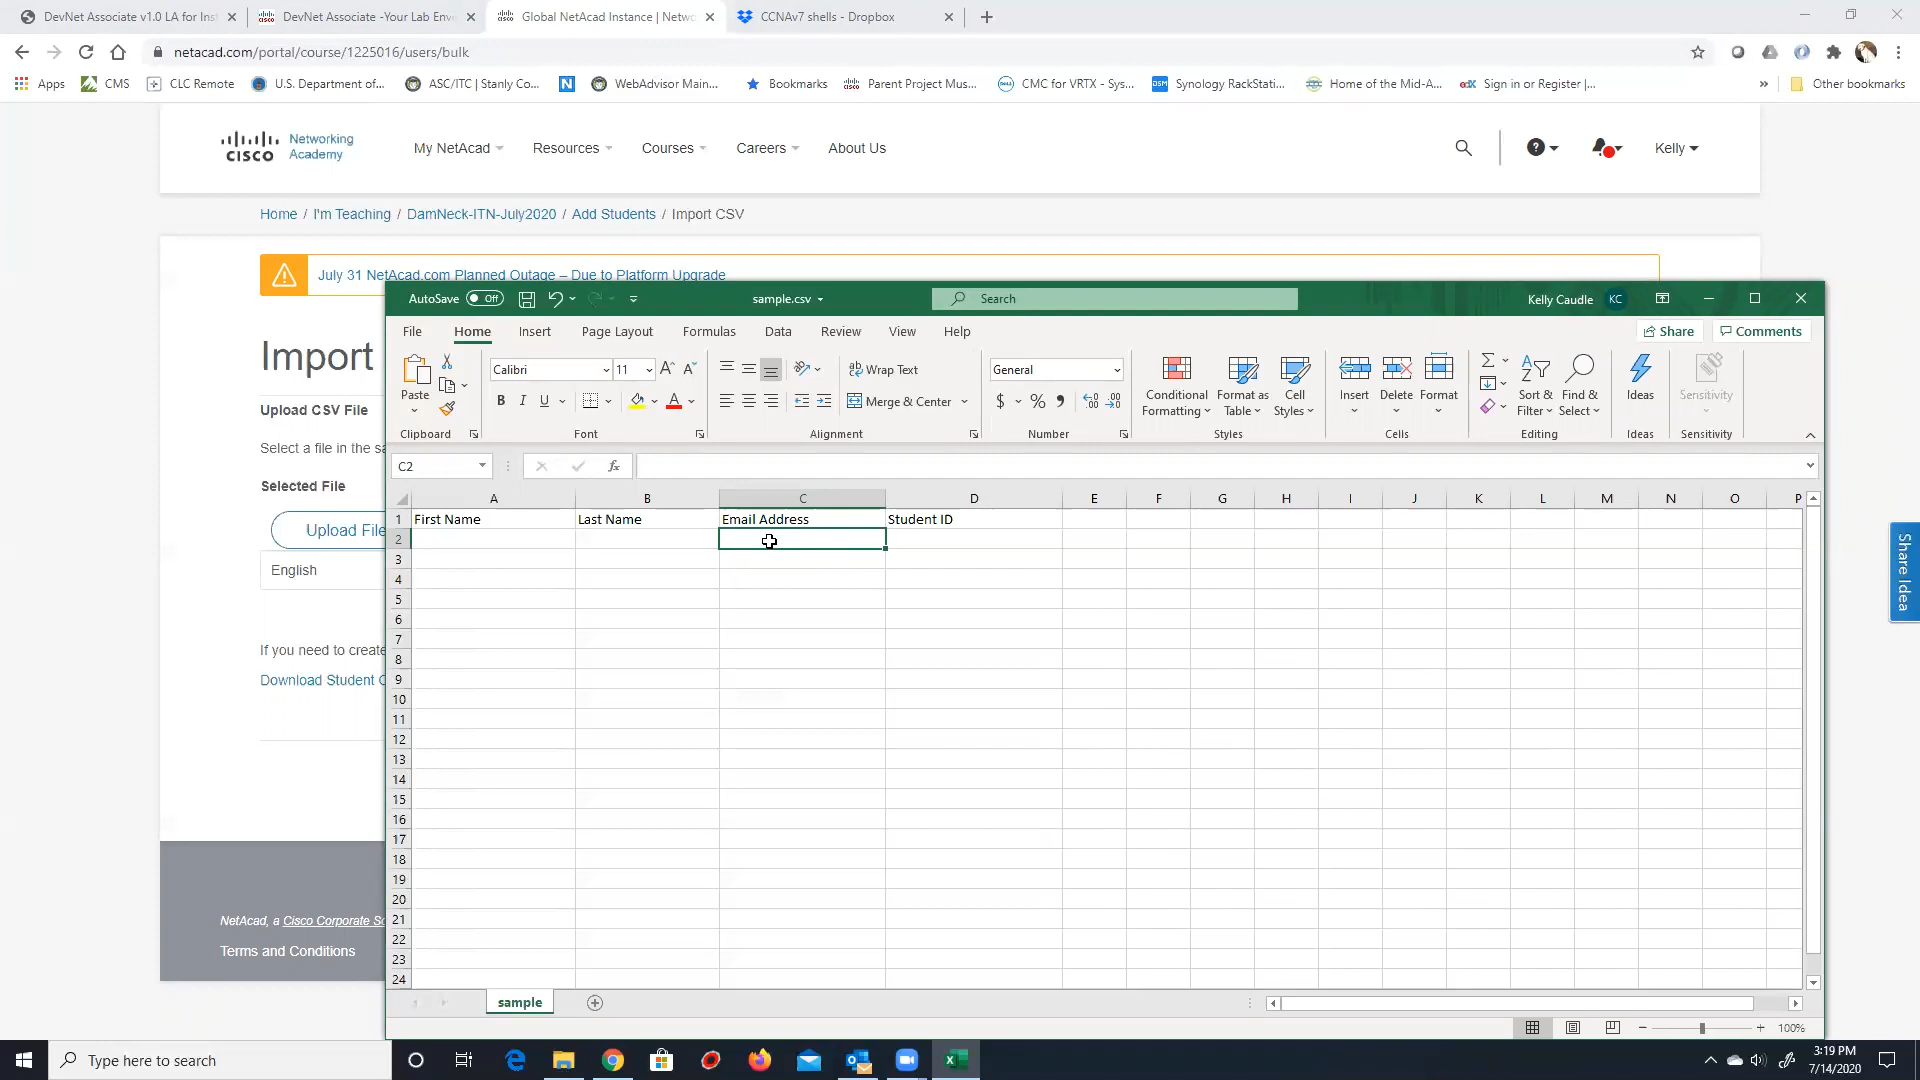 DevNet Associate v1.0 LA for Inst
DevNet Associate -Your Lab Envi
Global NetAcad Instance | Netwo
CCNAv7 shells - Dropbox
netacad.com/portal/course/1225016/users/bulk
Apps
CMS
CLC Remote
U.S. Department of...
ASC/ITC | Stanly Co...
WebAdvisor Main...
Bookmarks
Parent Project Mus...
CMC for VRTX - Sys...
Synology RackStati...
Home of the Mid-A...
Sign in or Register |...
»
Other bookmarks
cisco
Networking
Academy
My NetAcad
Resources
Courses
Careers
About Us
Kelly
Home / I'm Teaching / DamNeck-ITN-July2020 / Add Students / Import CSV
July 31 NetAcad.com Planned Outage – Due to Platform Upgrade
AutoSave Off
sample.csv
Search
Kelly Caudle KC
File Home Insert Page Layout Formulas Data Review View Help
Share
Comments
Import
Upload CSV File
Select a file in the sa
Selected File
Upload File
English
If you need to create
Download Student C
NetAcad, a Cisco Corporate So
Terms and Conditions
Paste
Clipboard
Calibri 11
B I U
Font
Wrap Text
Merge & Center
Alignment
General
$ % 9
Number
Conditional Formatting
Format as Table
Cell Styles
Styles
Insert
Delete
Format
Cells
Sort & Filter
Find & Select
Editing
Ideas
Ideas
Sensitivity
Sensitivity
C2 fx
A B C D E F G H I J K L M N O P
1 First Name Last Name Email Address Student ID
2
3
4
5
6
7
8
9
10
11
12
13
14
15
16
17
18
19
20
21
22
23
24
sample
100%
Share Idea
Type here to search
3:19 PM
7/14/2020